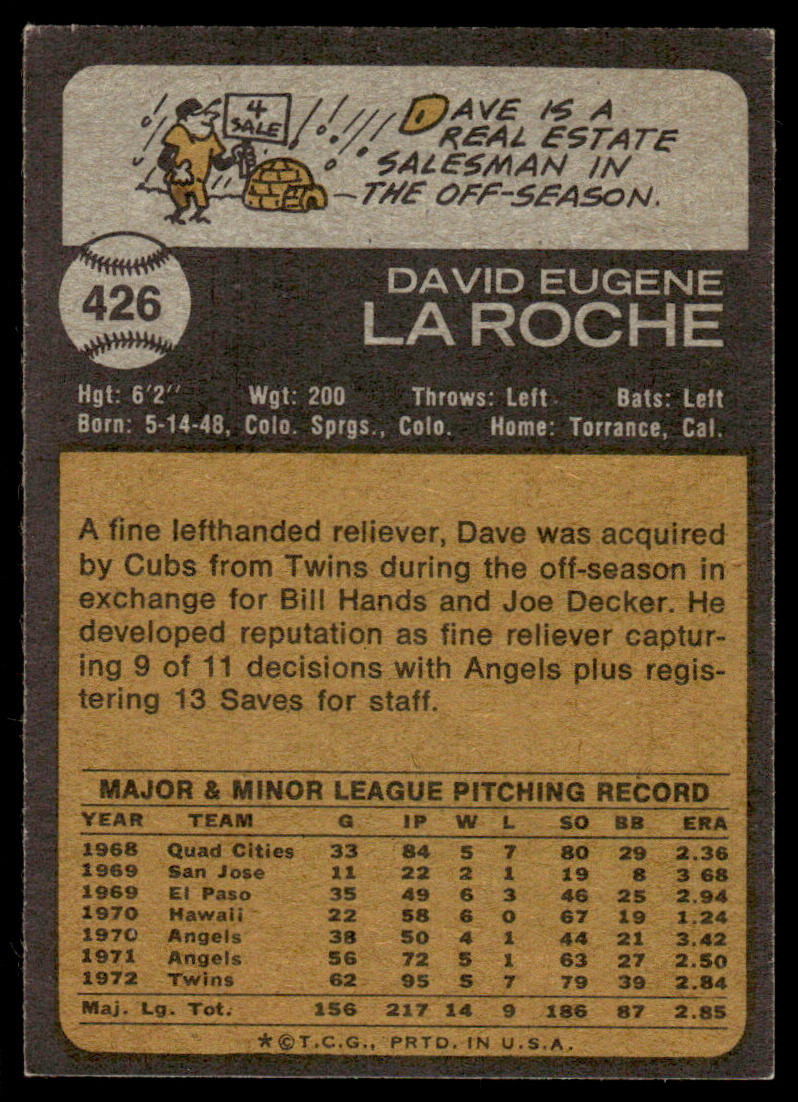 4
SALE
DAVE IS A
REAL ESTATE
SALESMAN IN
THE OFF-SEASON.
426
DAVID EUGENE
LA ROCHE
Hgt: 6'2" Wgt: 200 Throws: Left Bats: Left
Born: 5-14-48, Colo. Sprgs., Colo. Home: Torrance, Cal.
A fine lefthanded reliever, Dave was acquired
by Cubs from Twins during the off-season in
exchange for Bill Hands and Joe Decker. He
developed reputation as fine reliever captur-
ing 9 of 11 decisions with Angels plus regis-
tering 13 Saves for staff.
MAJOR & MINOR LEAGUE PITCHING RECORD
YEAR TEAM G IP W L SO BB ERA
1968 Quad Cities 33 84 5 7 80 29 2.36
1969 San Jose 11 22 2 1 19 8 3 68
1969 El Paso 35 49 6 3 46 25 2.94
1970 Hawaii 22 58 6 0 67 19 1.24
1970 Angels 38 50 4 1 44 21 3.42
1971 Angels 56 72 5 1 63 27 2.50
1972 Twins 62 95 5 7 79 39 2.84
Maj. Lg. Tot. 156 217 14 9 186 87 2.85
*©T.C.G., PRTD. IN U.S.A.